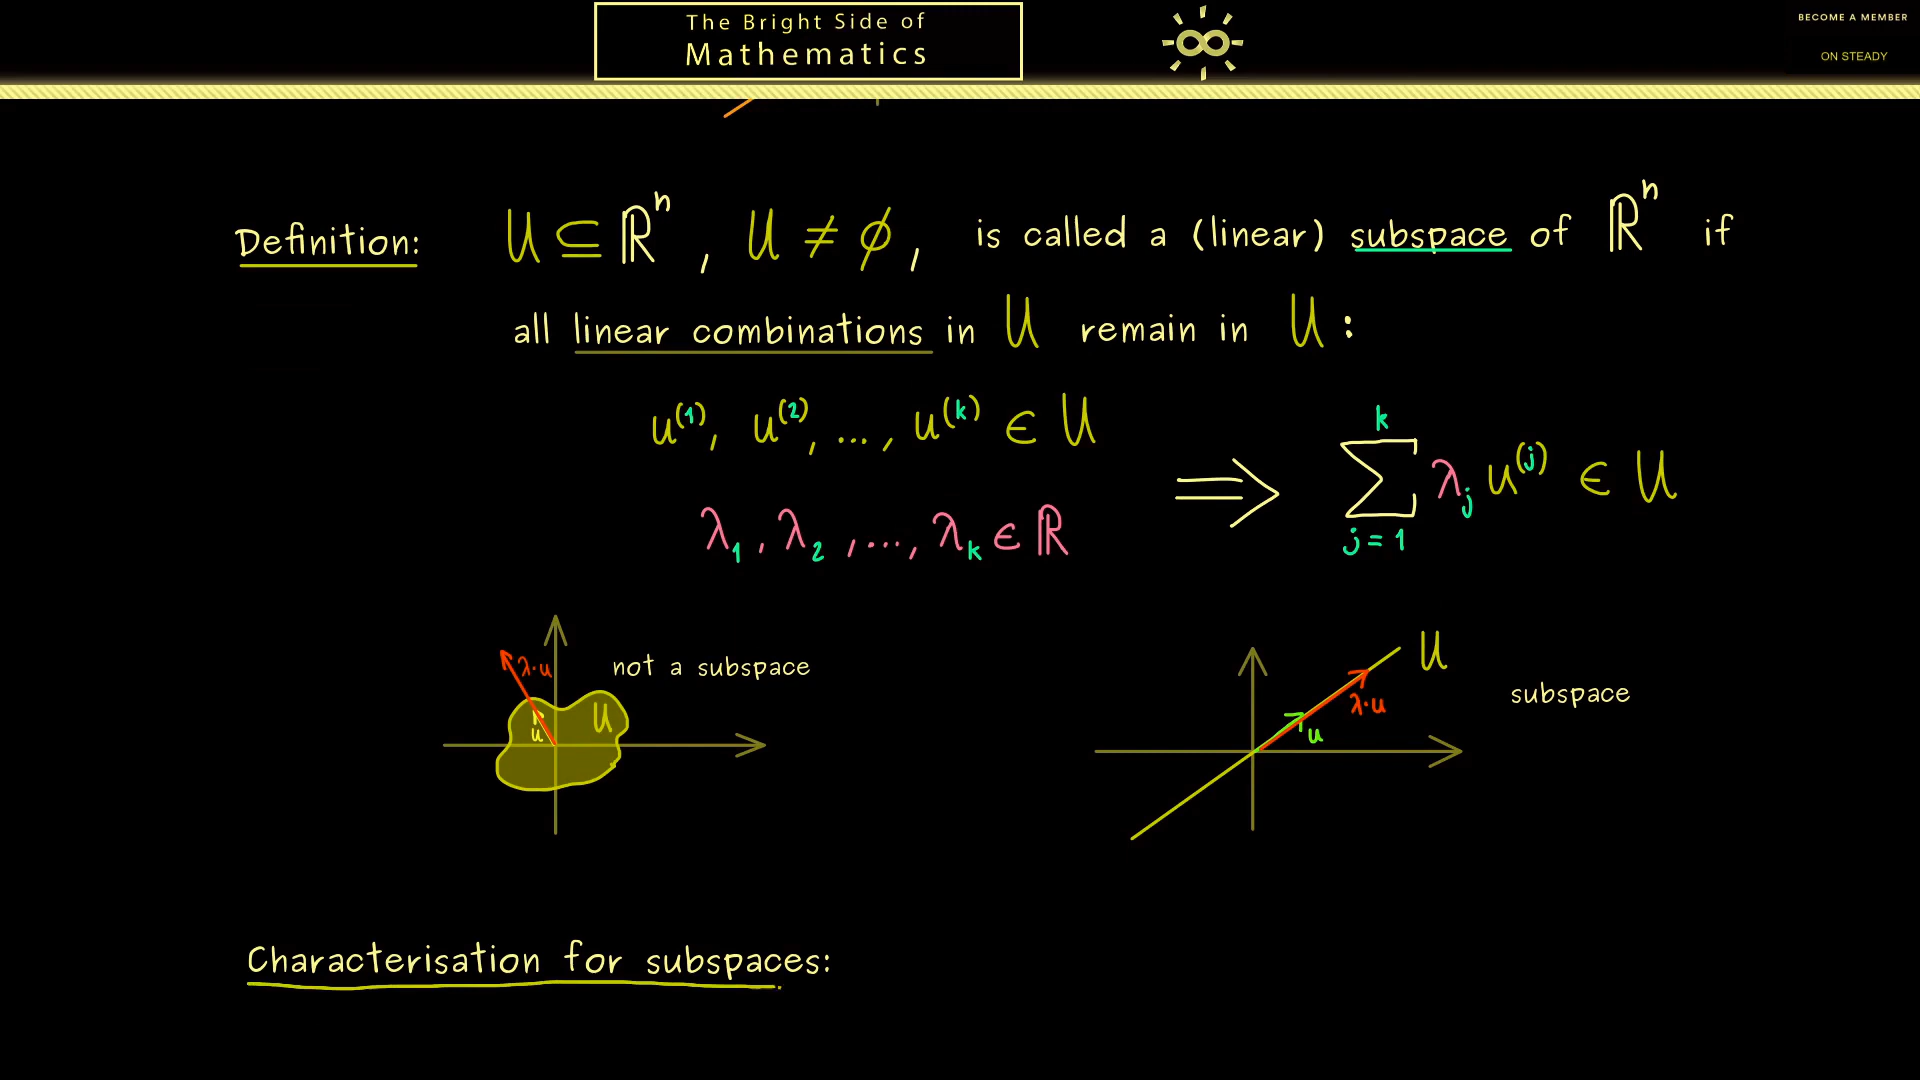 The Bright Side of
Mathematics
BECOME A MEMBER
ON STEADY
Definition: U ⊆ ℝⁿ, U ≠ ∅, is called a (linear) subspace of ℝⁿ if
all linear combinations in U remain in U:
u⁽¹⁾, u⁽²⁾, ..., u⁽ᵏ⁾ ∈ U
λ₁, λ₂, ..., λₖ ∈ ℝ
⇒ ∑_{j=1}^{k} λ_j u^{(j)} ∈ U
λ·u
not a subspace
U
u
U
subspace
λ·u
u
Characterisation for subspaces: